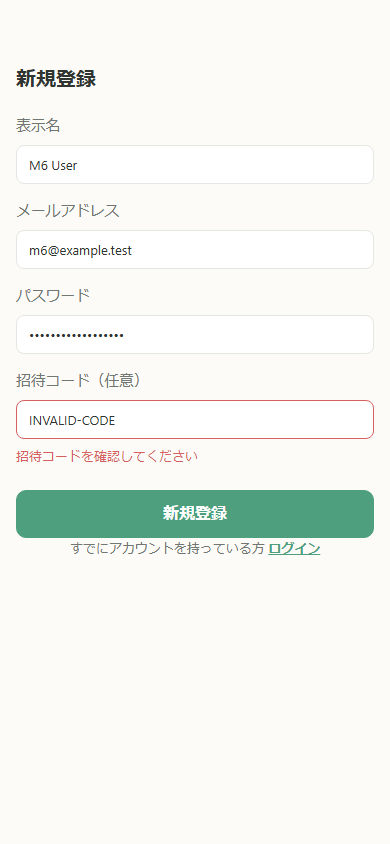 新規登録
表示名
M6 User
メールアドレス
m6@example.test
パスワード
••••••••••••••••••
招待コード（任意）
INVALID-CODE
招待コードを確認してください
新規登録
すでにアカウントを持っている方 ログイン